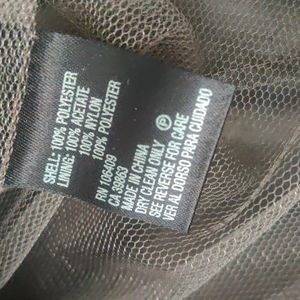 SHELL: 100% POLYESTER
LINING: 100% ACETATE
100% NYLON
100% POLYESTER
RN 106409
CA 39863
MADE IN CHINA
DRY CLEAN ONLY
SEE REVERSE FOR CARE
VER AL DORSO PARA CUIDADO
P